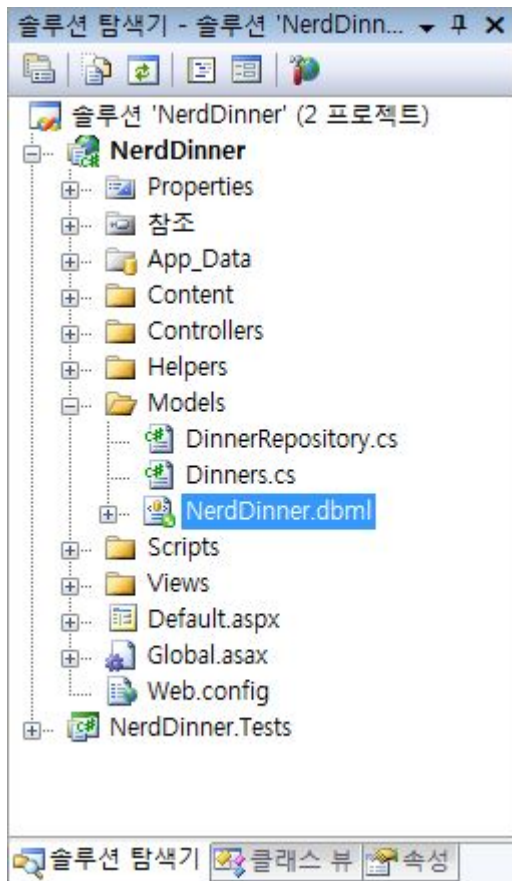 솔루션 탐색기 - 솔루션 'NerdDinn...
솔루션 'NerdDinner' (2 프로젝트)
NerdDinner
Properties
참조
App_Data
Content
Controllers
Helpers
Models
DinnerRepository.cs
Dinners.cs
NerdDinner.dbml
Scripts
Views
Default.aspx
Global.asax
Web.config
NerdDinner.Tests
솔루션 탐색기 클래스 뷰 속성